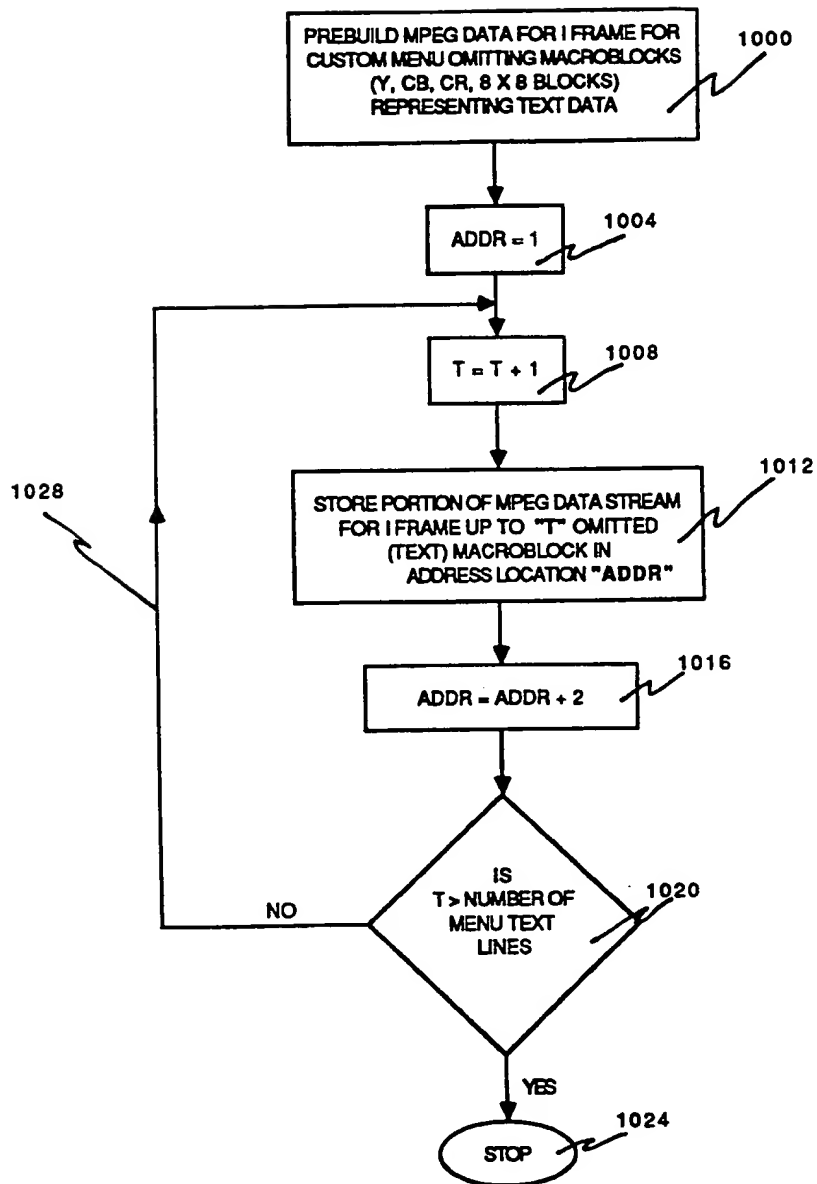 PREBUILD MPEG DATA FOR I FRAME FOR
CUSTOM MENU OMITTING MACROBLOCKS
(Y, CB, CR, 8 X 8 BLOCKS)
REPRESENTING TEXT DATA
1000
ADDR = 1
1004
T = T + 1
1008
STORE PORTION OF MPEG DATA STREAM
FOR I FRAME UP TO "T" OMITTED
(TEXT) MACROBLOCK IN
ADDRESS LOCATION "ADDR"
1012
1028
ADDR = ADDR + 2
1016
IS
T > NUMBER OF
MENU TEXT
LINES
1020
NO
YES
STOP
1024